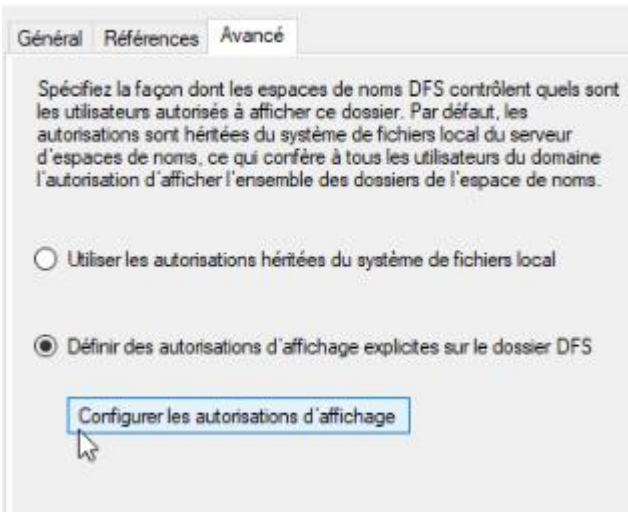 Général Références Avancé
Spécifiez la façon dont les espaces de noms DFS contrôlent quels sont
les utilisateurs autorisés à afficher ce dossier. Par défaut, les
autorisations sont héritées du système de fichiers local du serveur
d'espaces de noms, ce qui confère à tous les utilisateurs du domaine
l'autorisation d'afficher l'ensemble des dossiers de l'espace de noms.
Utiliser les autorisations héritées du système de fichiers local
Définir des autorisations d'affichage explicites sur le dossier DFS
Configurer les autorisations d'affichage